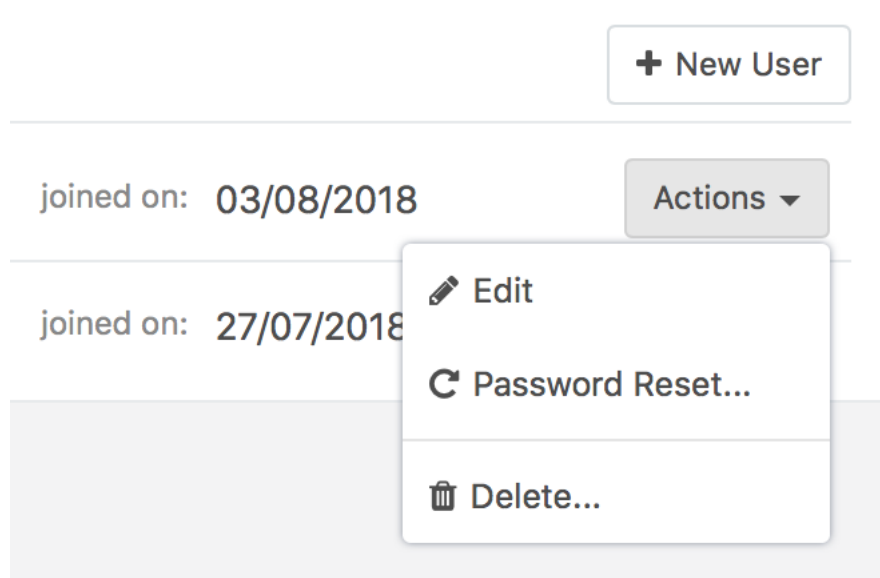 New User
joined on: 03/08/2018 Actions
Edit
joined on: 27/07/2018
Password Reset...
Delete...